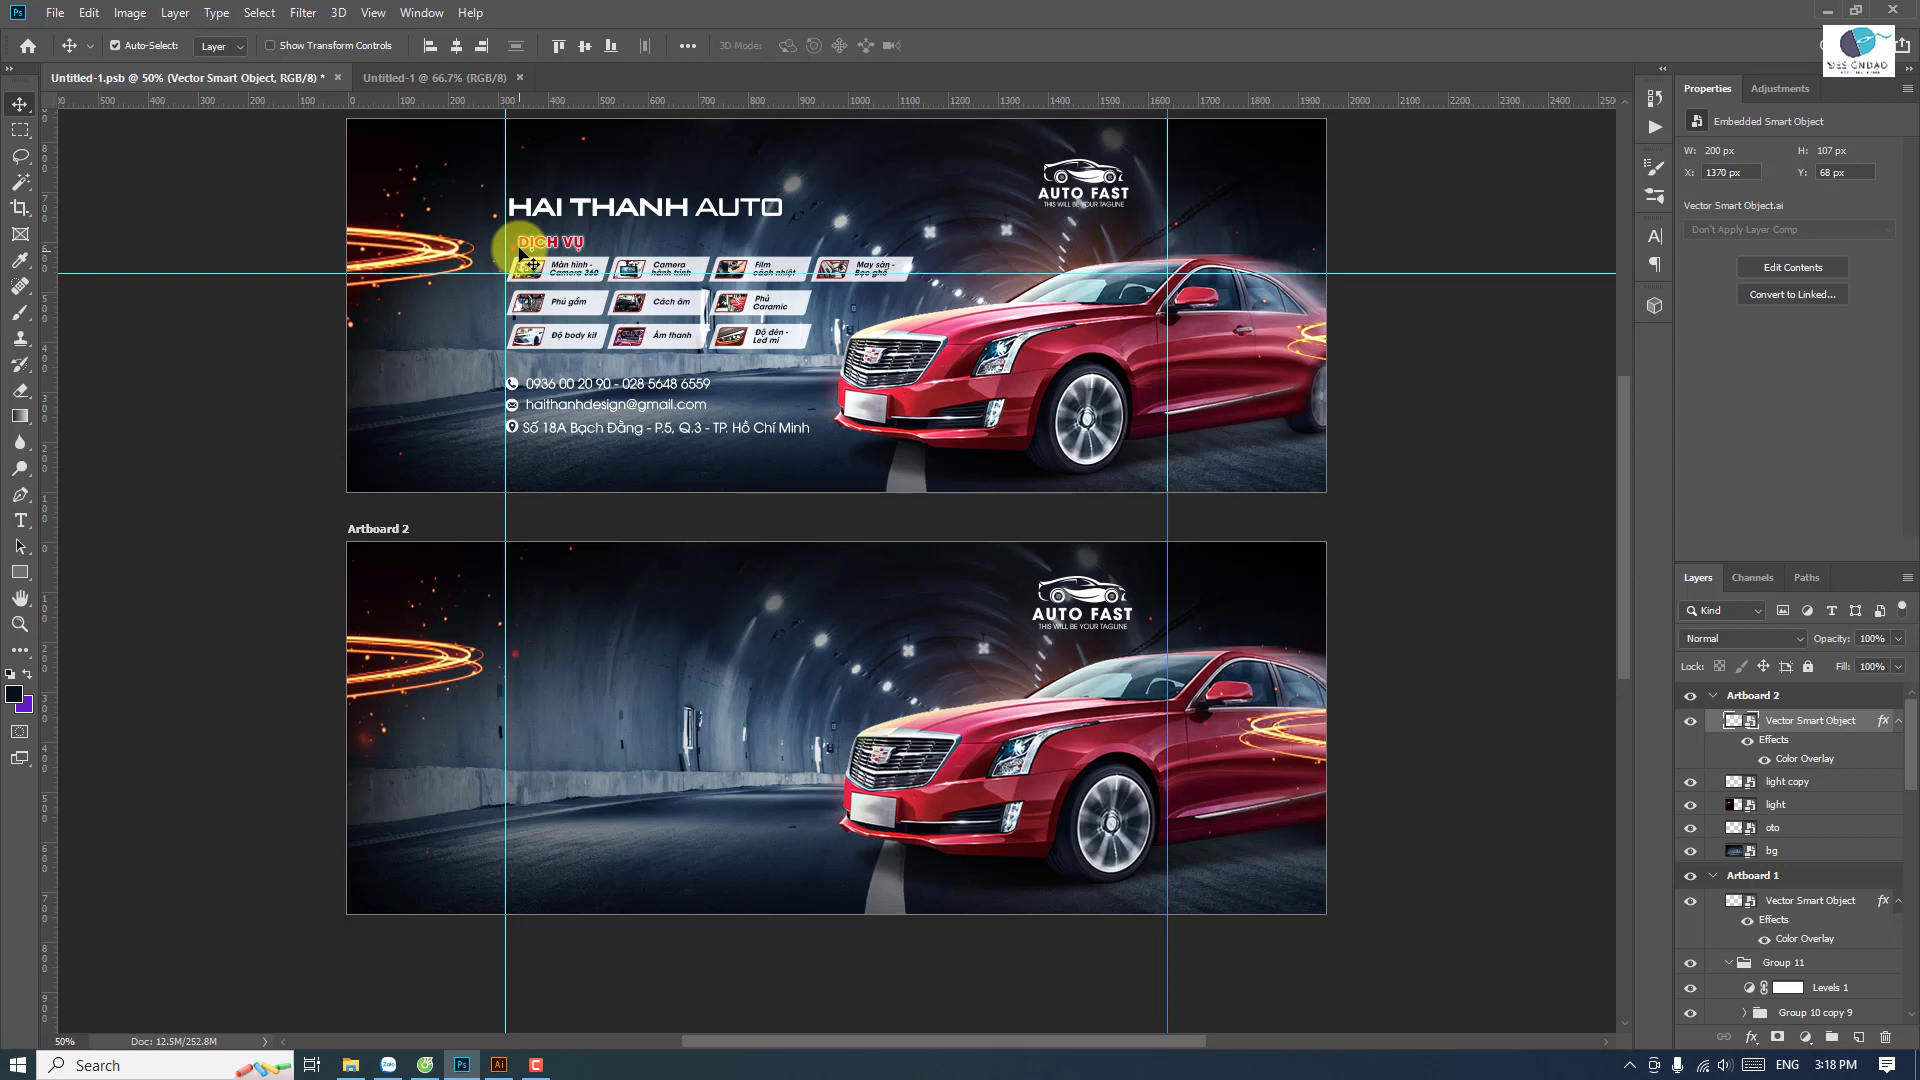 Ps File Edit Image Layer Type Select Filter 3D View Window Help
Auto-Select: Layer Show Transform Controls 3D Mode:
Untitled-1.psb @ 50% (Vector Smart Object, RGB/8) * × Untitled-1 @ 66.7% (RGB/8) ×
DESIGNDAO
HAI THANH AUTO
DỊCH VỤ
Màn hình -
Camera 360
Camera
hành trình
Film
cách nhiệt
May sàn -
Bọc ghế
Phủ gầm
Cách âm
Phủ
Caramic
Độ body kit
Âm thanh
Độ đèn -
Led mí
0936 00 20 90 - 028 5648 6559
haithanhdesign@gmail.com
Số 18A Bạch Đằng - P.5, Q.3 - TP. Hồ Chí Minh
AUTO FAST
THIS WILL BE YOUR TAGLINE
Artboard 2
AUTO FAST
THIS WILL BE YOUR TAGLINE
Properties Adjustments
Embedded Smart Object
W: 200 px H: 107 px
X: 1370 px Y: 68 px
Vector Smart Object.ai
Don't Apply Layer Comp
Edit Contents
Convert to Linked...
Layers Channels Paths
Kind
Normal Opacity: 100%
Lock: Fill: 100%
Artboard 2
Vector Smart Object fx
Effects
Color Overlay
light copy
light
oto
bg
Artboard 1
Vector Smart Object fx
Effects
Color Overlay
Group 11
Levels 1
Group 10 copy 9
50% Doc: 12.5M/252.8M
Search
Zalo Ps Ai C
ENG 3:18 PM